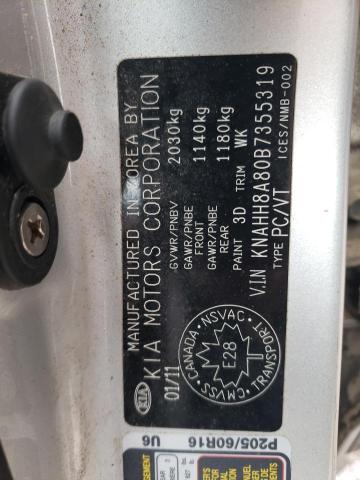 MANUFACTURED IN KOREA BY
KIA MOTORS CORPORATION
KIA
01/11
GVWR/PNBV 2030kg
GAWR/PNBE FRONT 1140kg
GAWR/PNBE REAR 1180kg
PAINT 3D TRIM WK
VIN KNAHH8A80B7355319
TYPE PC/VT
ICES/NMB-002
CANADA NSVAC
E28
CMVSS TRANSPORT
P205/60R16
U6